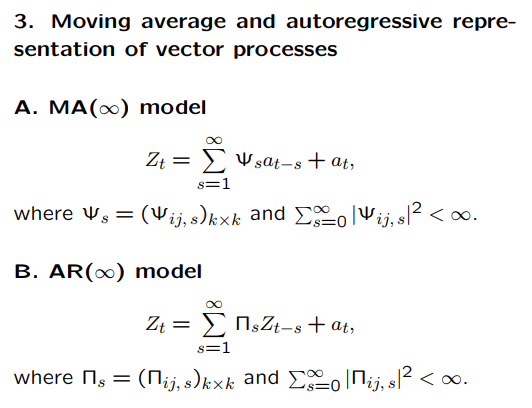 3. Moving average and autoregressive repre-
sentation of vector processes
A. MA(∞) model
Z_t = ∑_{s=1}^{∞} Ψ_s a_{t−s} + a_t,
where Ψ_s = (Ψ_{ij, s})_{k×k} and ∑_{s=0}^{∞} |Ψ_{ij, s}|² < ∞.
B. AR(∞) model
Z_t = ∑_{s=1}^{∞} Π_s Z_{t−s} + a_t,
where Π_s = (Π_{ij, s})_{k×k} and ∑_{s=0}^{∞} |Π_{ij, s}|² < ∞.